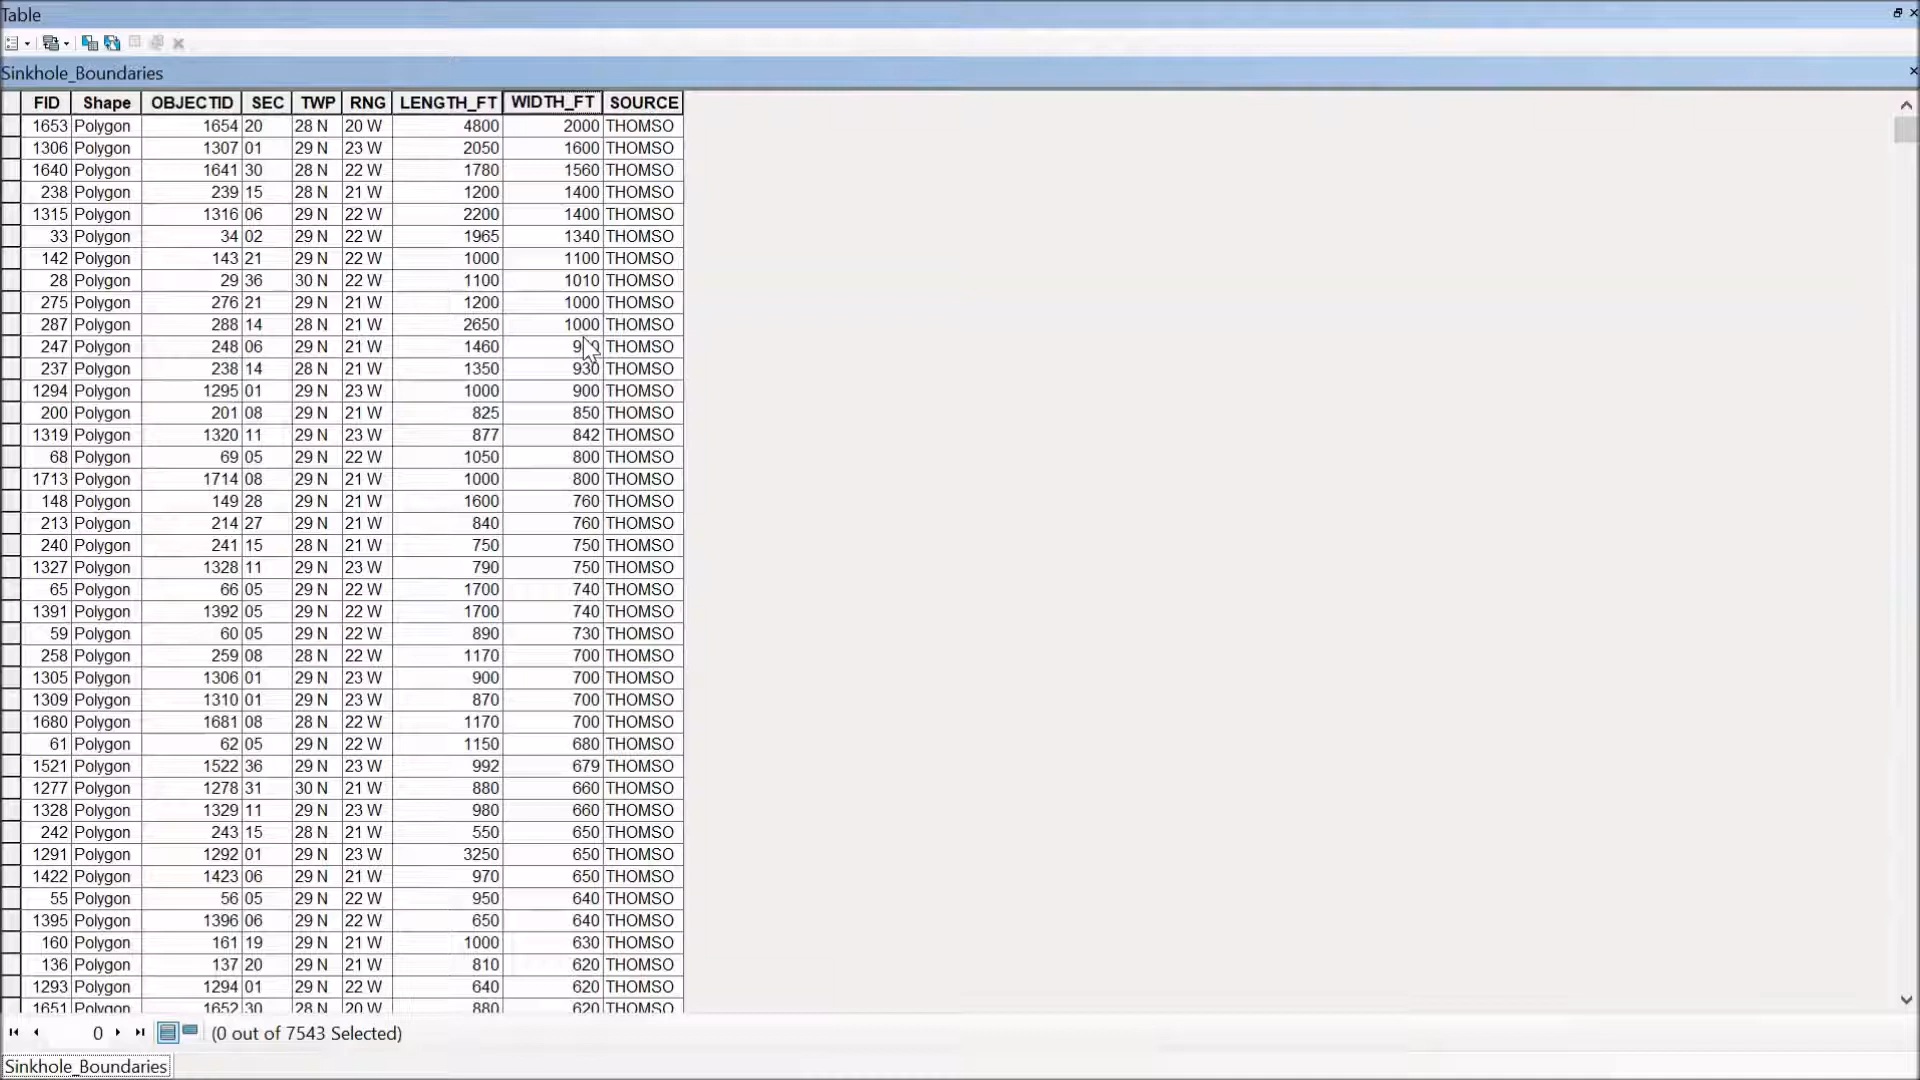 Table
Sinkhole_Boundaries
FID Shape OBJECTID SEC TWP RNG LENGTH_FT WIDTH_FT SOURCE
1653 Polygon 1654 20 28 N 20 W 4800 2000 THOMSO
1306 Polygon 1307 01 29 N 23 W 2050 1600 THOMSO
1640 Polygon 1641 30 28 N 22 W 1780 1560 THOMSO
238 Polygon 239 15 28 N 21 W 1200 1400 THOMSO
1315 Polygon 1316 06 29 N 22 W 2200 1400 THOMSO
33 Polygon 34 02 29 N 22 W 1965 1340 THOMSO
142 Polygon 143 21 29 N 22 W 1000 1100 THOMSO
28 Polygon 29 36 30 N 22 W 1100 1010 THOMSO
275 Polygon 276 21 29 N 21 W 1200 1000 THOMSO
287 Polygon 288 14 28 N 21 W 2650 1000 THOMSO
247 Polygon 248 06 29 N 21 W 1460 THOMSO
237 Polygon 238 14 28 N 21 W 1350 930 THOMSO
1294 Polygon 1295 01 29 N 23 W 1000 900 THOMSO
200 Polygon 201 08 29 N 21 W 825 850 THOMSO
1319 Polygon 1320 11 29 N 23 W 877 842 THOMSO
68 Polygon 69 05 29 N 22 W 1050 800 THOMSO
1713 Polygon 1714 08 29 N 21 W 1000 800 THOMSO
148 Polygon 149 28 29 N 21 W 1600 760 THOMSO
213 Polygon 214 27 29 N 21 W 840 760 THOMSO
240 Polygon 241 15 28 N 21 W 750 750 THOMSO
1327 Polygon 1328 11 29 N 23 W 790 750 THOMSO
65 Polygon 66 05 29 N 22 W 1700 740 THOMSO
1391 Polygon 1392 05 29 N 22 W 1700 740 THOMSO
59 Polygon 60 05 29 N 22 W 890 730 THOMSO
258 Polygon 259 08 28 N 22 W 1170 700 THOMSO
1305 Polygon 1306 01 29 N 23 W 900 700 THOMSO
1309 Polygon 1310 01 29 N 23 W 870 700 THOMSO
1680 Polygon 1681 08 28 N 22 W 1170 700 THOMSO
61 Polygon 62 05 29 N 22 W 1150 680 THOMSO
1521 Polygon 1522 36 29 N 23 W 992 679 THOMSO
1277 Polygon 1278 31 30 N 21 W 880 660 THOMSO
1328 Polygon 1329 11 29 N 23 W 980 660 THOMSO
242 Polygon 243 15 28 N 21 W 550 650 THOMSO
1291 Polygon 1292 01 29 N 23 W 3250 650 THOMSO
1422 Polygon 1423 06 29 N 21 W 970 650 THOMSO
55 Polygon 56 05 29 N 22 W 950 640 THOMSO
1395 Polygon 1396 06 29 N 22 W 650 640 THOMSO
160 Polygon 161 19 29 N 21 W 1000 630 THOMSO
136 Polygon 137 20 29 N 21 W 810 620 THOMSO
1293 Polygon 1294 01 29 N 22 W 640 620 THOMSO
1651 Polygon 1652 30 28 N 20 W 880 620 THOMSO
0 (0 out of 7543 Selected)
Sinkhole_Boundaries